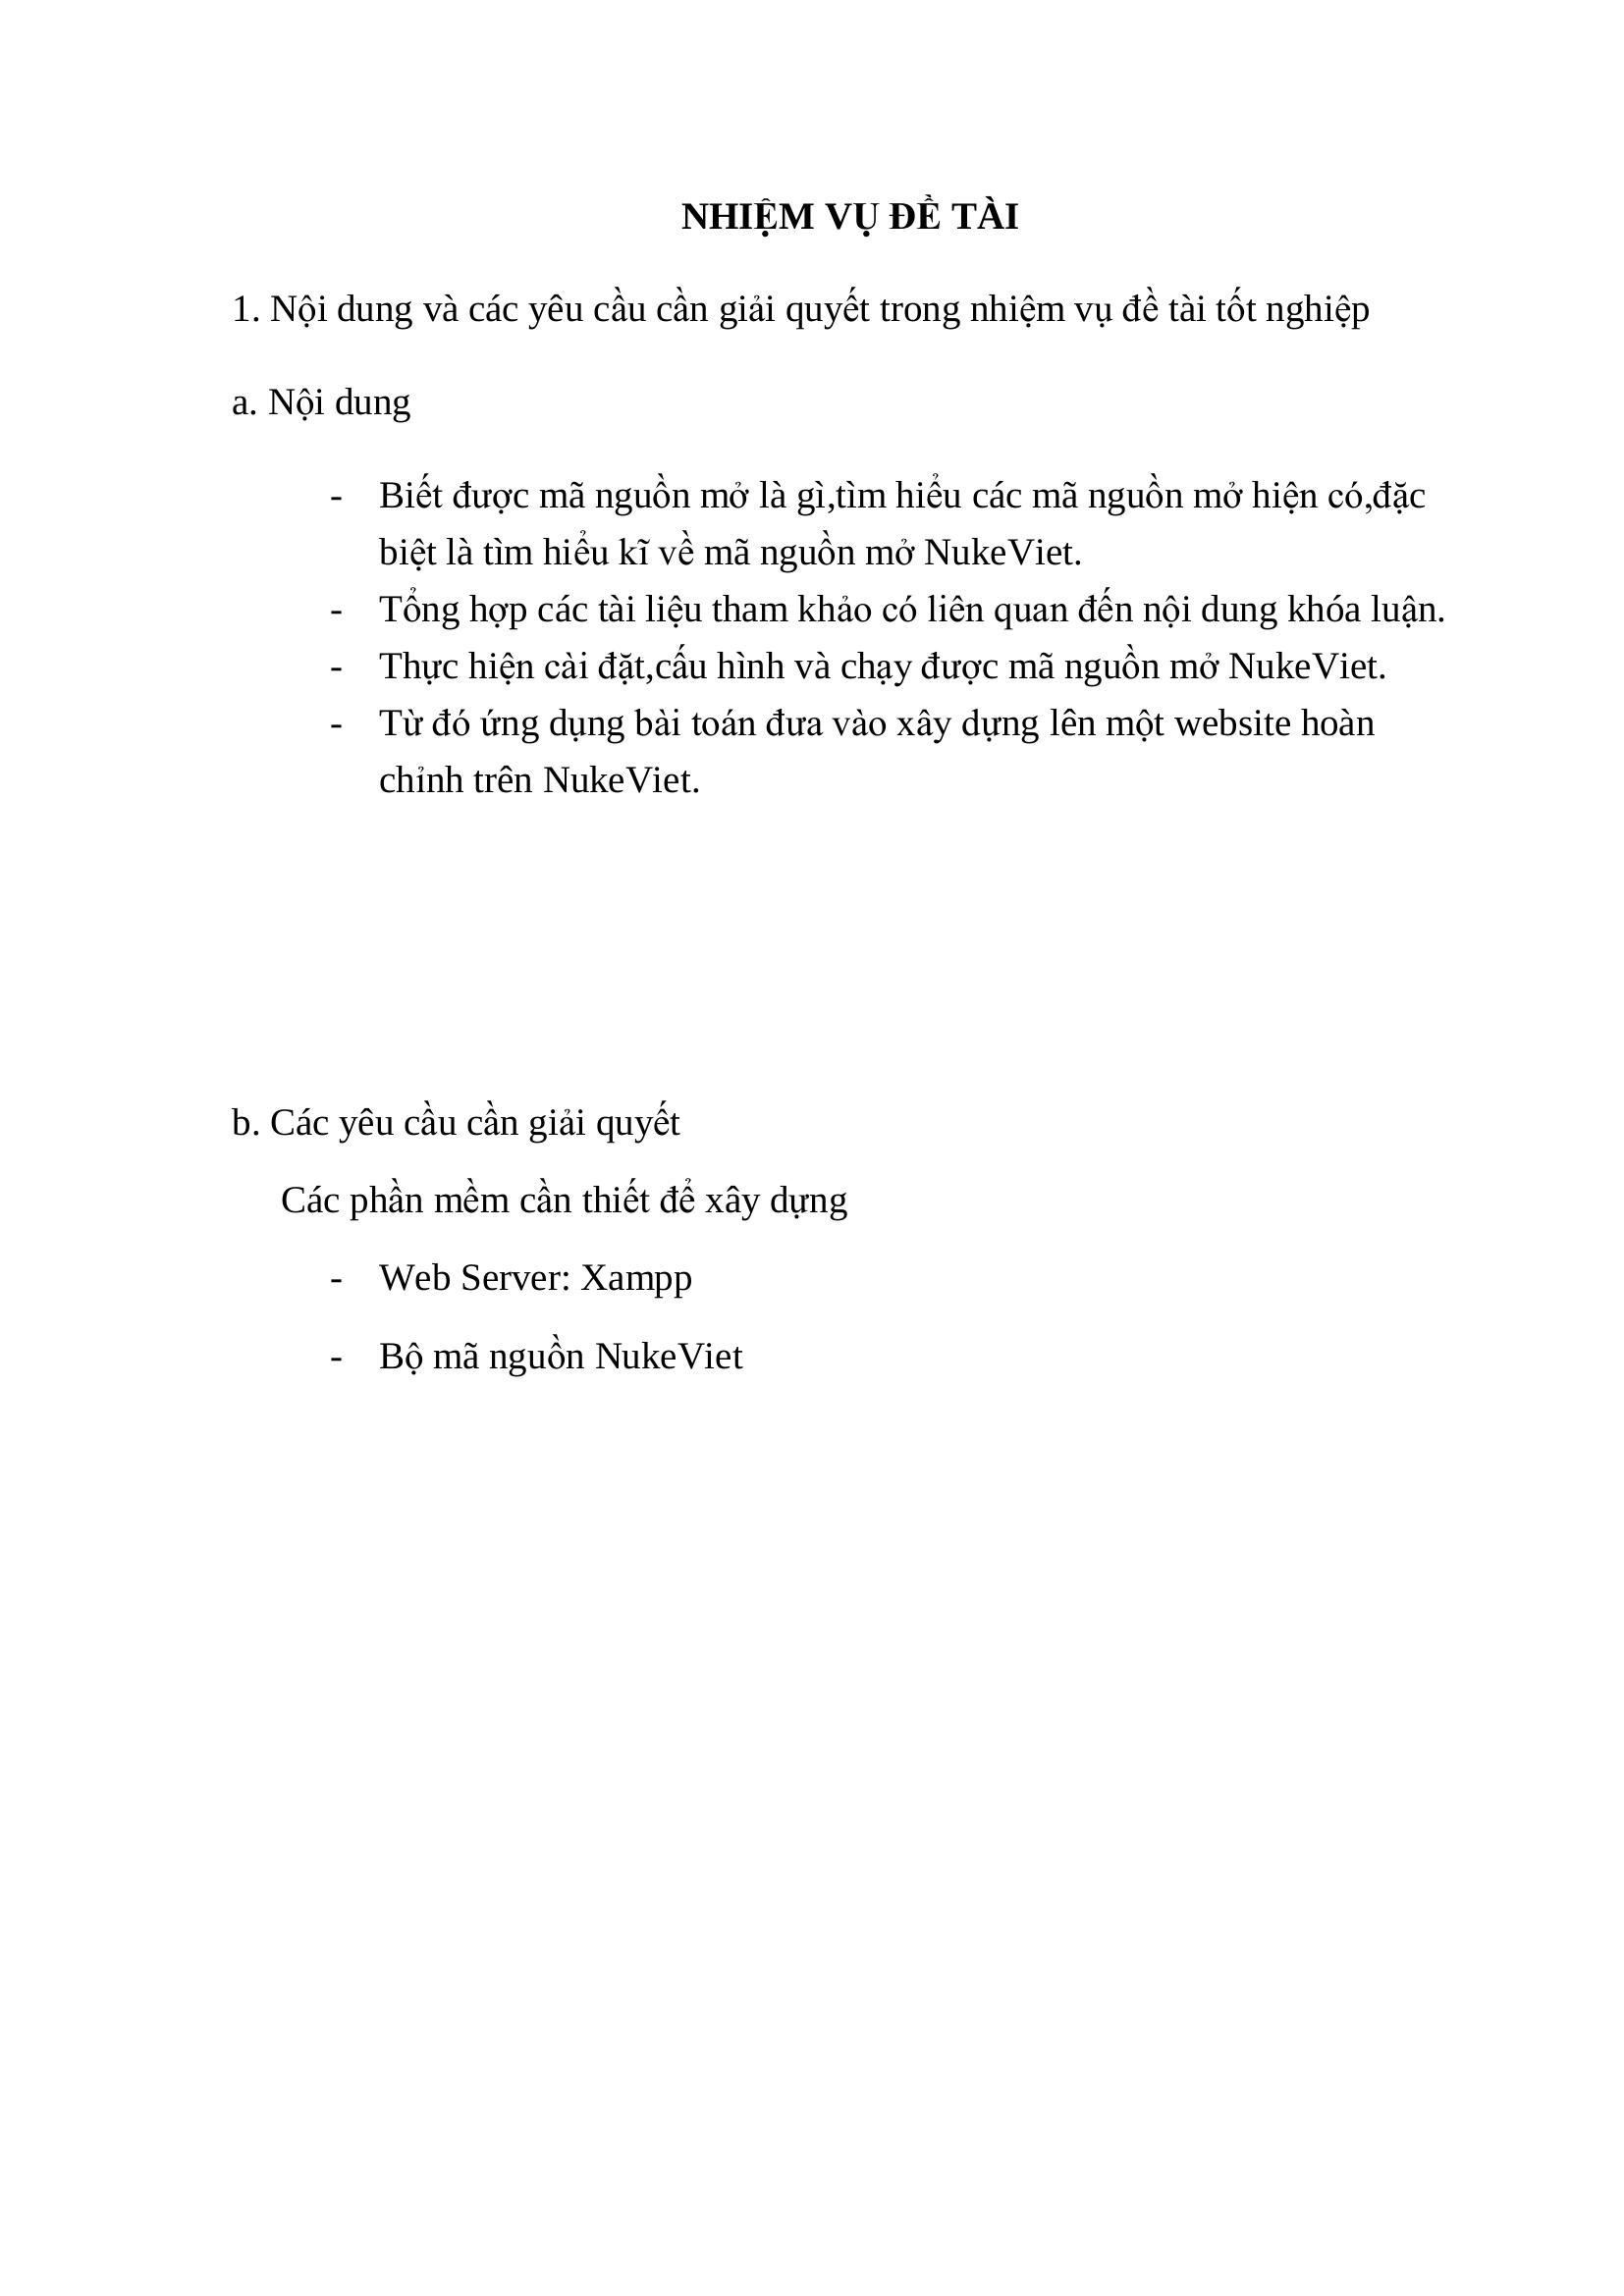 NHIỆM VỤ ĐỀ TÀI
1. Nội dung và các yêu cầu cần giải quyết trong nhiệm vụ đề tài tốt nghiệp
a. Nội dung
- Biết được mã nguồn mở là gì,tìm hiểu các mã nguồn mở hiện có,đặc
biệt là tìm hiểu kĩ về mã nguồn mở NukeViet.
- Tổng hợp các tài liệu tham khảo có liên quan đến nội dung khóa luận.
- Thực hiện cài đặt,cấu hình và chạy được mã nguồn mở NukeViet.
- Từ đó ứng dụng bài toán đưa vào xây dựng lên một website hoàn
chỉnh trên NukeViet.
b. Các yêu cầu cần giải quyết
Các phần mềm cần thiết để xây dựng
- Web Server: Xampp
- Bộ mã nguồn NukeViet